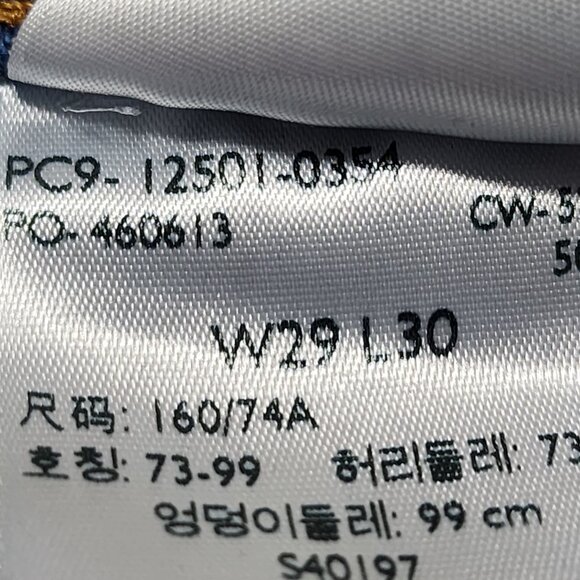 PC9-12501-0354
PO-460613 CW-5
50
W29 L30
尺码: 160/74A
호칭: 73-99 허리둘레: 73
엉덩이둘레: 99 cm
S40197